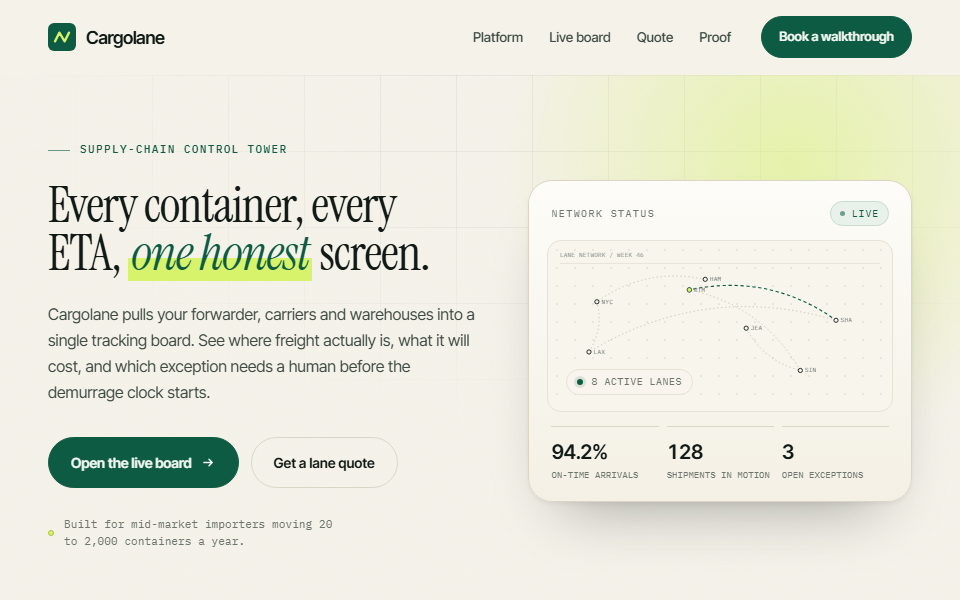 Cargolane
Platform
Live board
Quote
Proof
Book a walkthrough
SUPPLY-CHAIN CONTROL TOWER
Every container, every
ETA, one honest screen.
Cargolane pulls your forwarder, carriers and warehouses into a
single tracking board. See where freight actually is, what it will
cost, and which exception needs a human before the
demurrage clock starts.
Open the live board →
Get a lane quote
Built for mid-market importers moving 20
to 2,000 containers a year.
NETWORK STATUS
LIVE
LANE NETWORK / WEEK 46
HAM
NYC
SHA
JEA
LAX
SIN
8 ACTIVE LANES
94.2%
ON-TIME ARRIVALS
128
SHIPMENTS IN MOTION
3
OPEN EXCEPTIONS